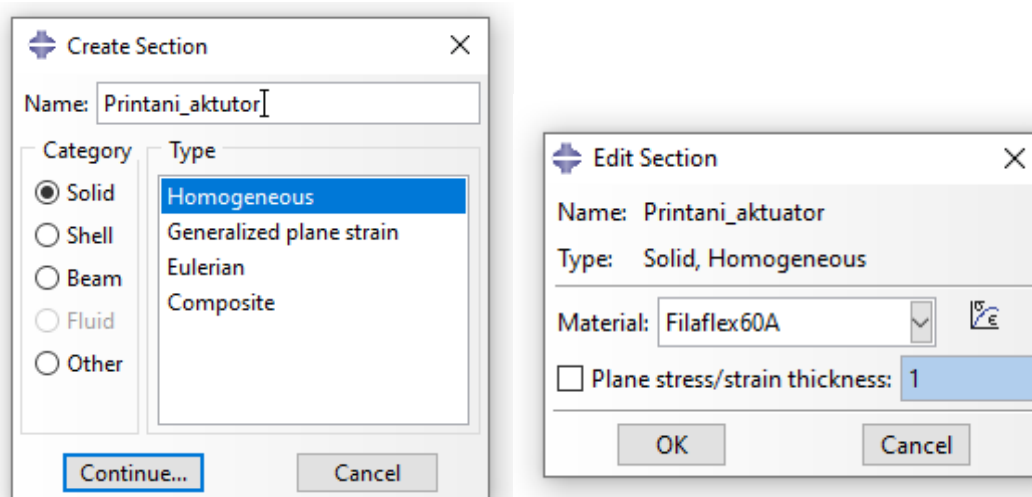 Create Section
Name: Printani_aktutor
Category Type
Solid
Shell
Beam
Fluid
Other
Homogeneous
Generalized plane strain
Eulerian
Composite
Continue... Cancel
Edit Section
Name: Printani_aktuator
Type: Solid, Homogeneous
Material: Filaflex60A
Plane stress/strain thickness: 1
OK Cancel